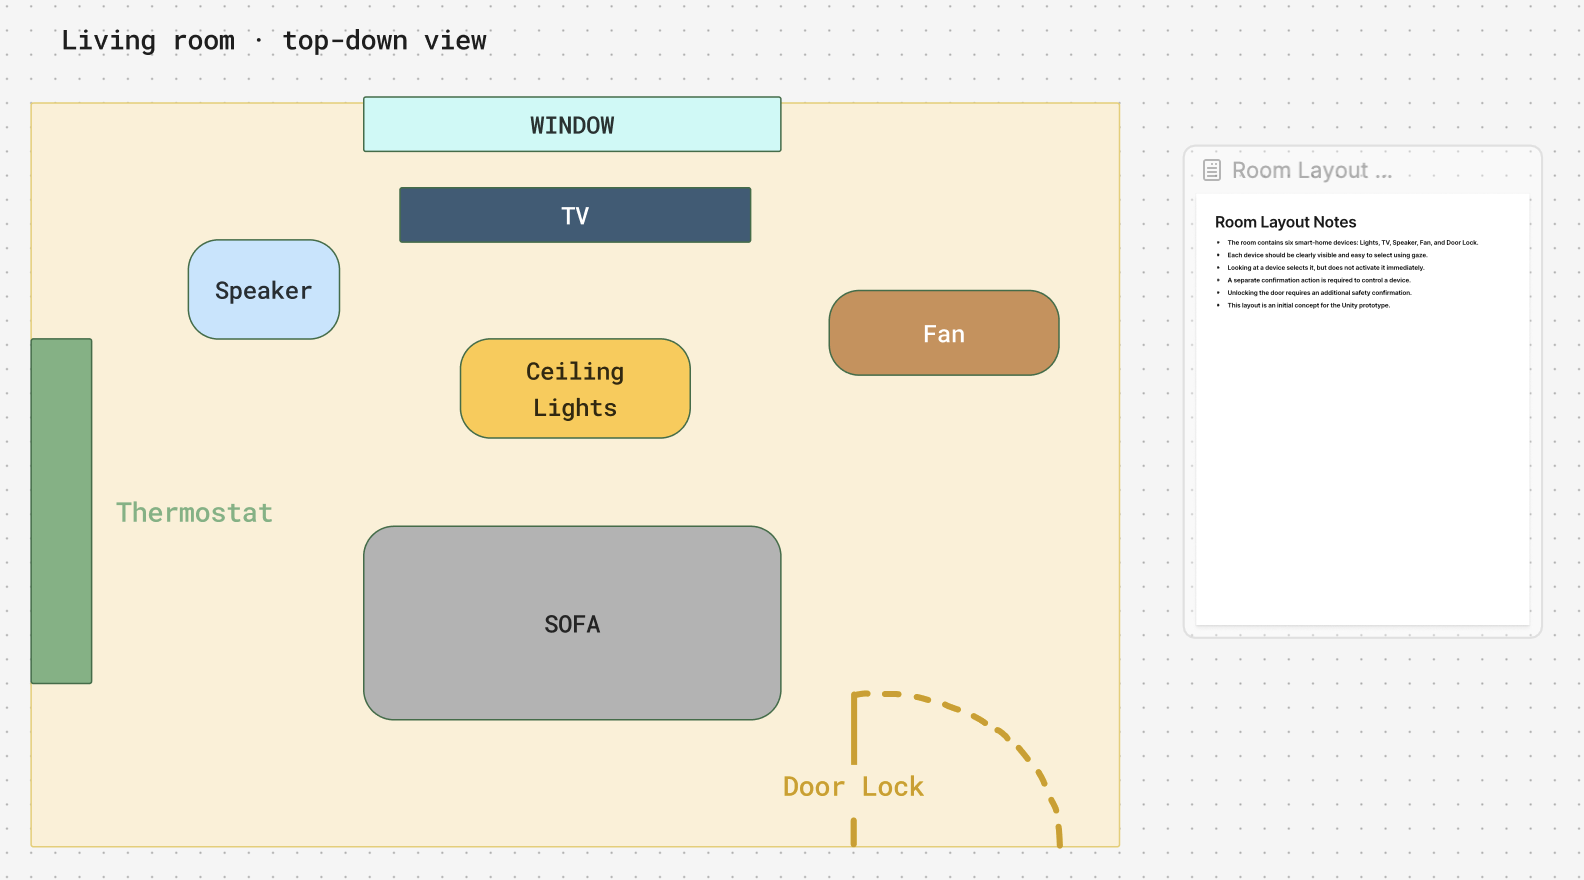 Living room · top-down view
WINDOW
TV
Speaker
Fan
Ceiling
Lights
Thermostat
SOFA
Door Lock
Room Layout ...
Room Layout Notes
• The room contains six smart-home devices: Lights, TV, Speaker, Fan, and Door Lock.
• Each device should be clearly visible and easy to select using gaze.
• Looking at a device selects it, but does not activate it immediately.
• A separate confirmation action is required to control a device.
• Unlocking the door requires an additional safety confirmation.
• This layout is an initial concept for the Unity prototype.